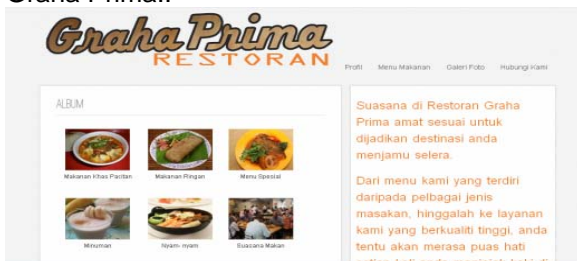 Graha Prima..
Graha Prima
RESTORAN
Profil Menu Makanan Galeri Foto Hubungi Kami
ALBUM
Makanan Khas Pacitan Makanan Ringan Menu Spesial
Minuman Nyam- nyam Suasana Makan
Suasana di Restoran Graha
Prima amat sesuai untuk
dijadikan destinasi anda
menjamu selera.
Dari menu kami yang terdiri
daripada pelbagai jenis
masakan, hinggalah ke layanan
kami yang berkualiti tinggi, anda
tentu akan merasa puas hati